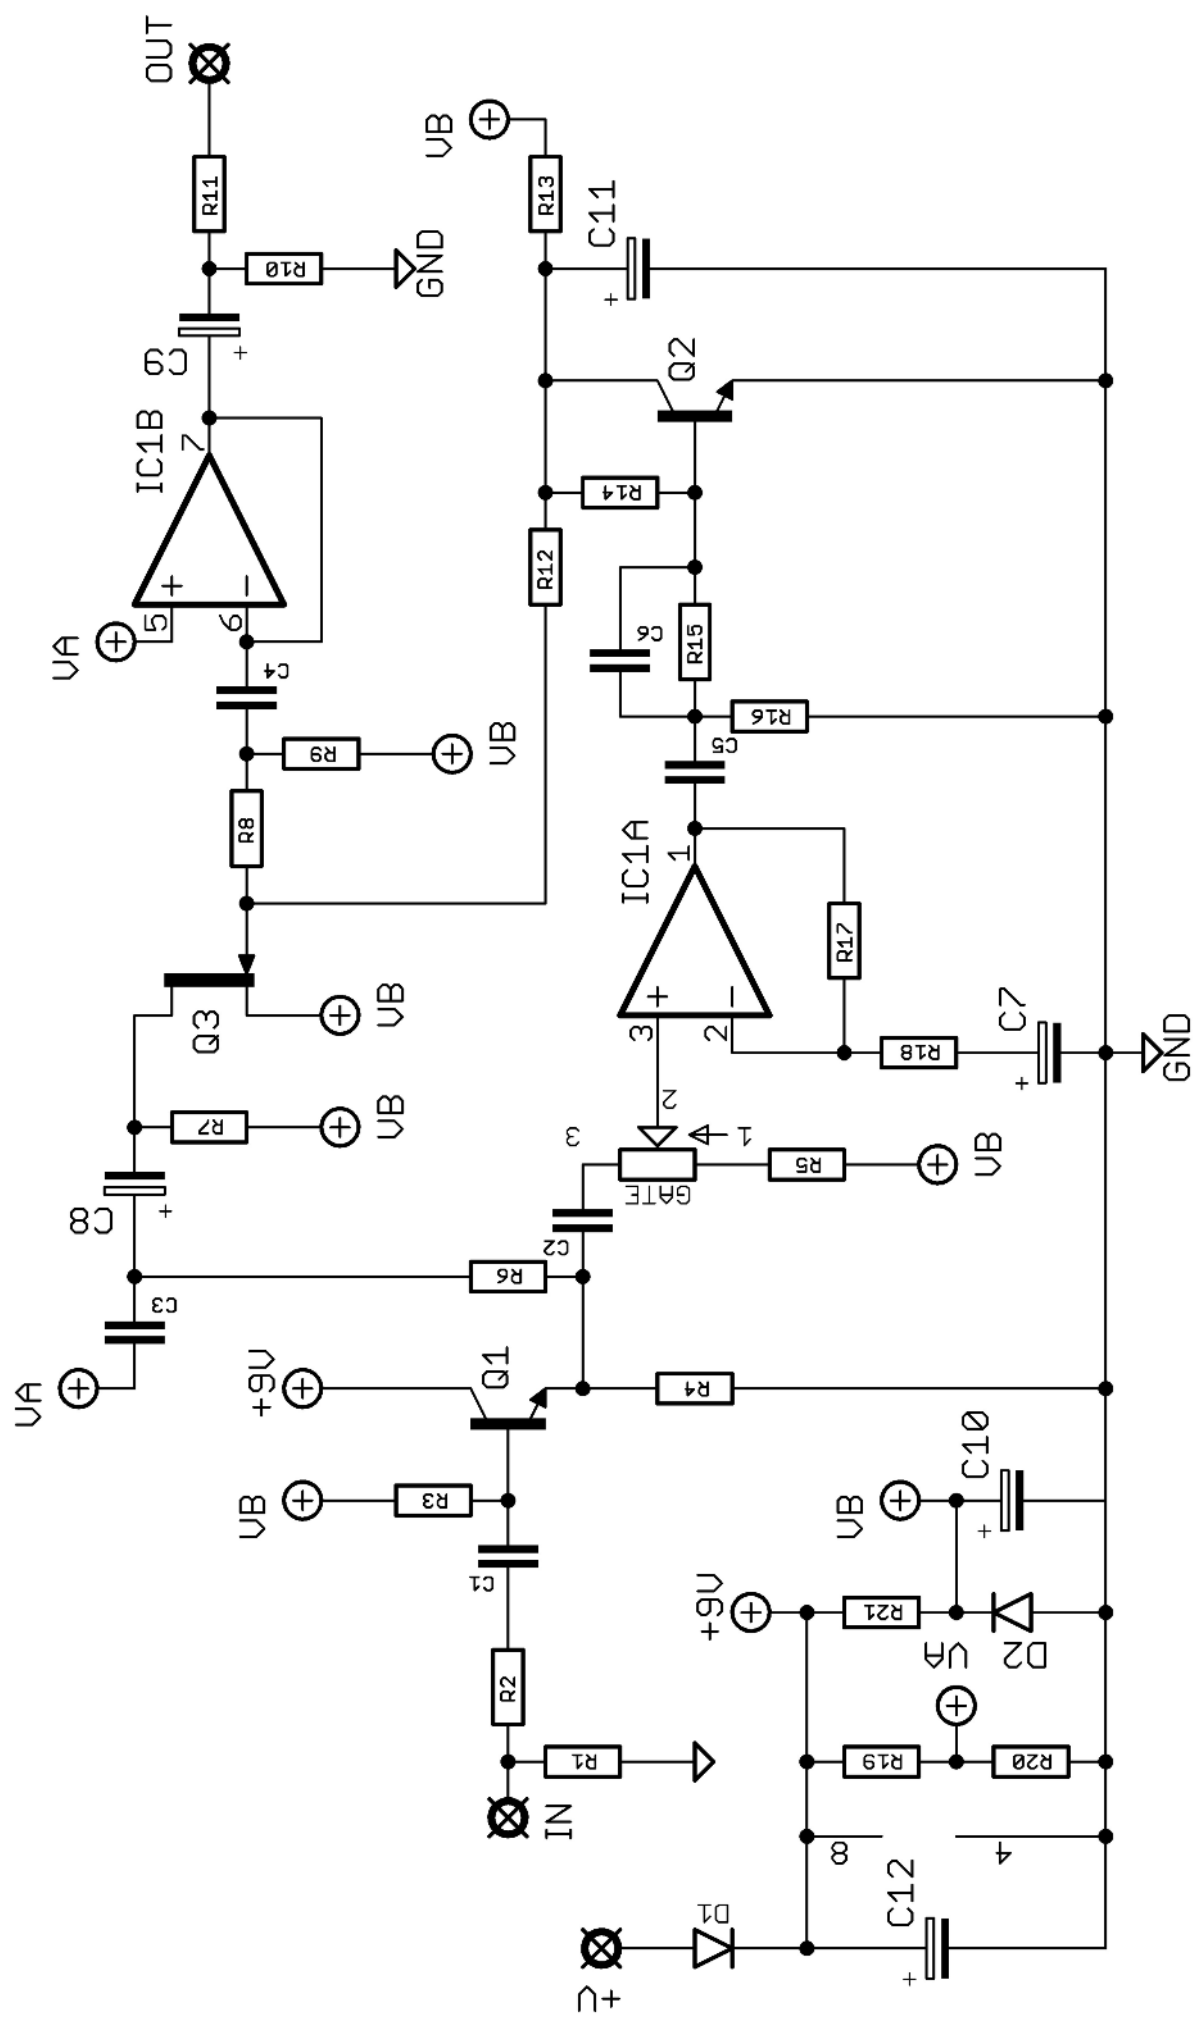 OUT
R11
R10
GND
C9
+
IC1B
7
+
-
5
6
VA
C4
R9
VB
R8
VB
R13
C11
+
Q2
R14
R12
C6
R15
R16
C5
IC1A
1
R17
+
-
3
2
R18
C7
+
GND
Q3
VB
R7
VB
C8
+
2
3
1
GATE
R5
VB
C2
R6
C3
VA
+9V
Q1
R4
VB
R3
C1
R2
R1
IN
VB
C10
+
+9V
R21
VA
D2
R19
R20
8
4
C12
+
D1
V+